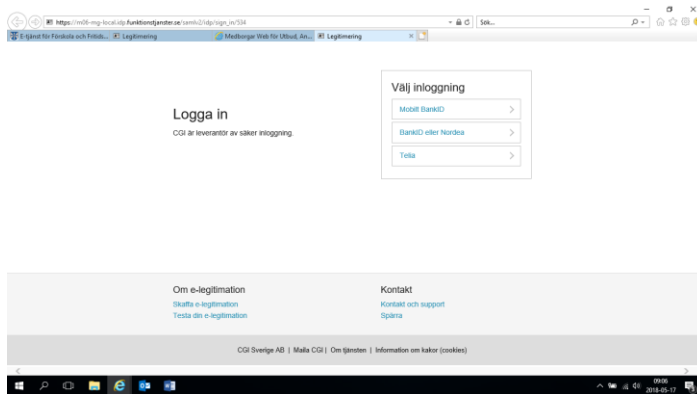 https://m06-mg-local.idp.funktionstjanster.se/samlv2/idp/sign_in/534
Sök...
E-tjänst för Förskola och Fritids...
Legitimering
Medborgar Web för Utbud, An...
Legitimering
Välj inloggning
Mobilt BankID
BankID eller Nordea
Telia
Logga in
CGI är leverantör av säker inloggning.
Om e-legitimation
Skaffa e-legitimation
Testa din e-legitimation
Kontakt
Kontakt och support
Spärra
CGI Sverige AB | Maila CGI | Om tjänsten | Information om kakor (cookies)
09:06
2018-05-17